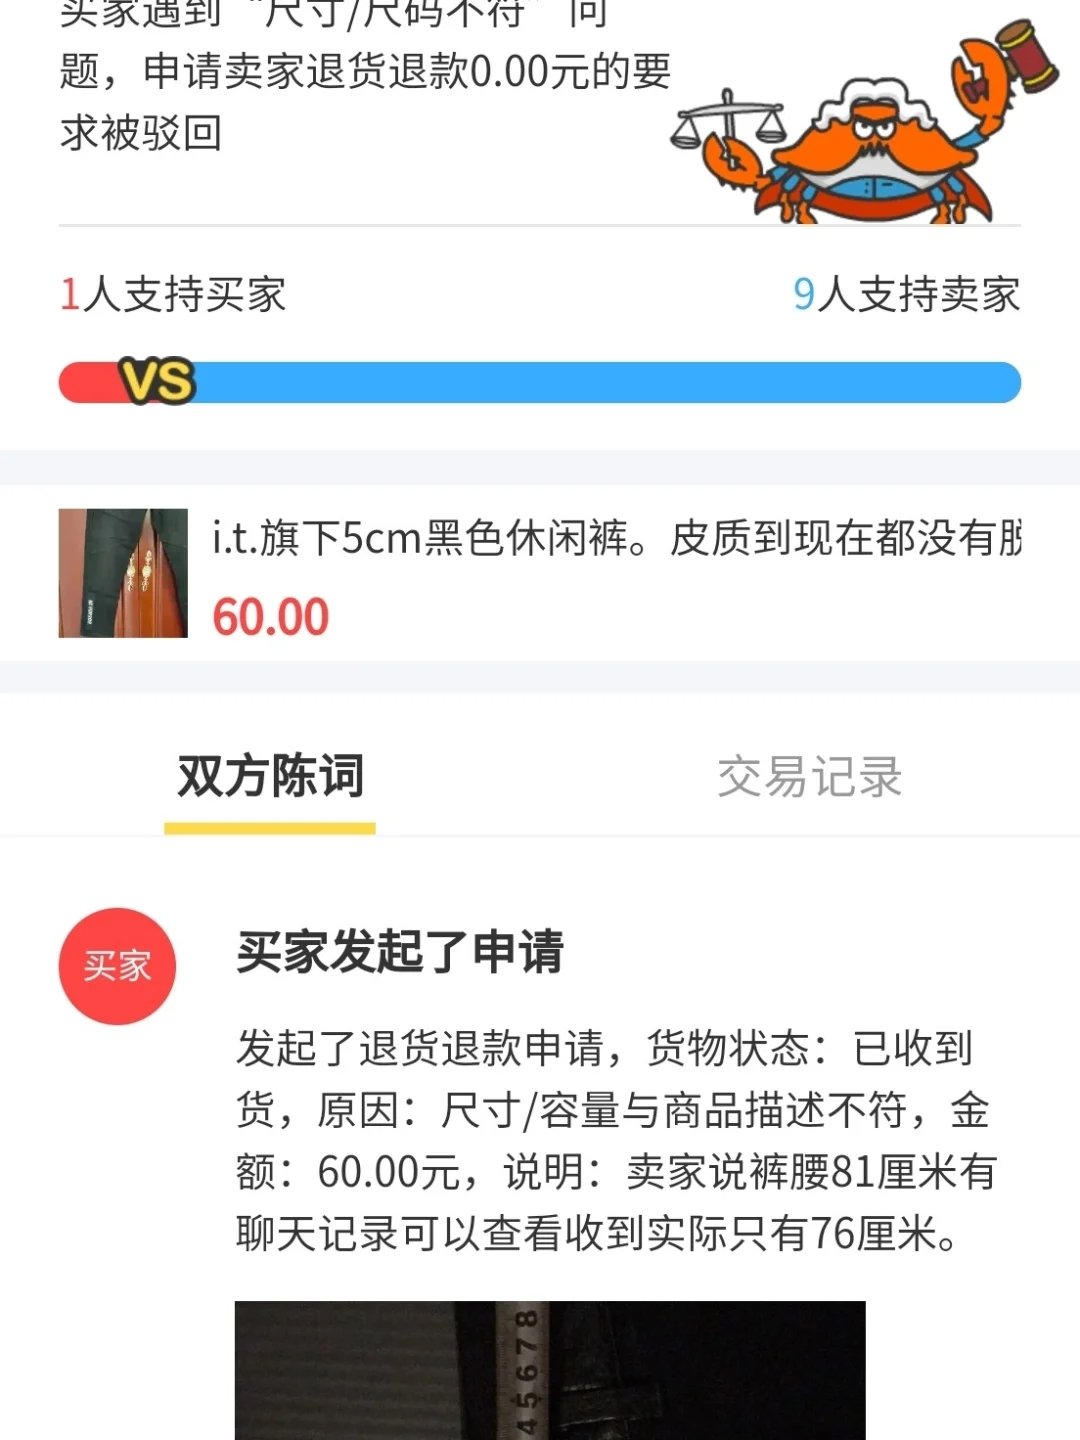 买家遇到“尺寸/尺码不符”问
题，申请卖家退货退款0.00元的要
求被驳回
1人支持买家
9人支持卖家
VS
i.t.旗下5cm黑色休闲裤。皮质到现在都没有脱
60.00
双方陈词
交易记录
买家
买家发起了申请
发起了退货退款申请，货物状态：已收到
货，原因：尺寸/容量与商品描述不符，金
额：60.00元，说明：卖家说裤腰81厘米有
聊天记录可以查看收到实际只有76厘米。
4 5 6 7 8